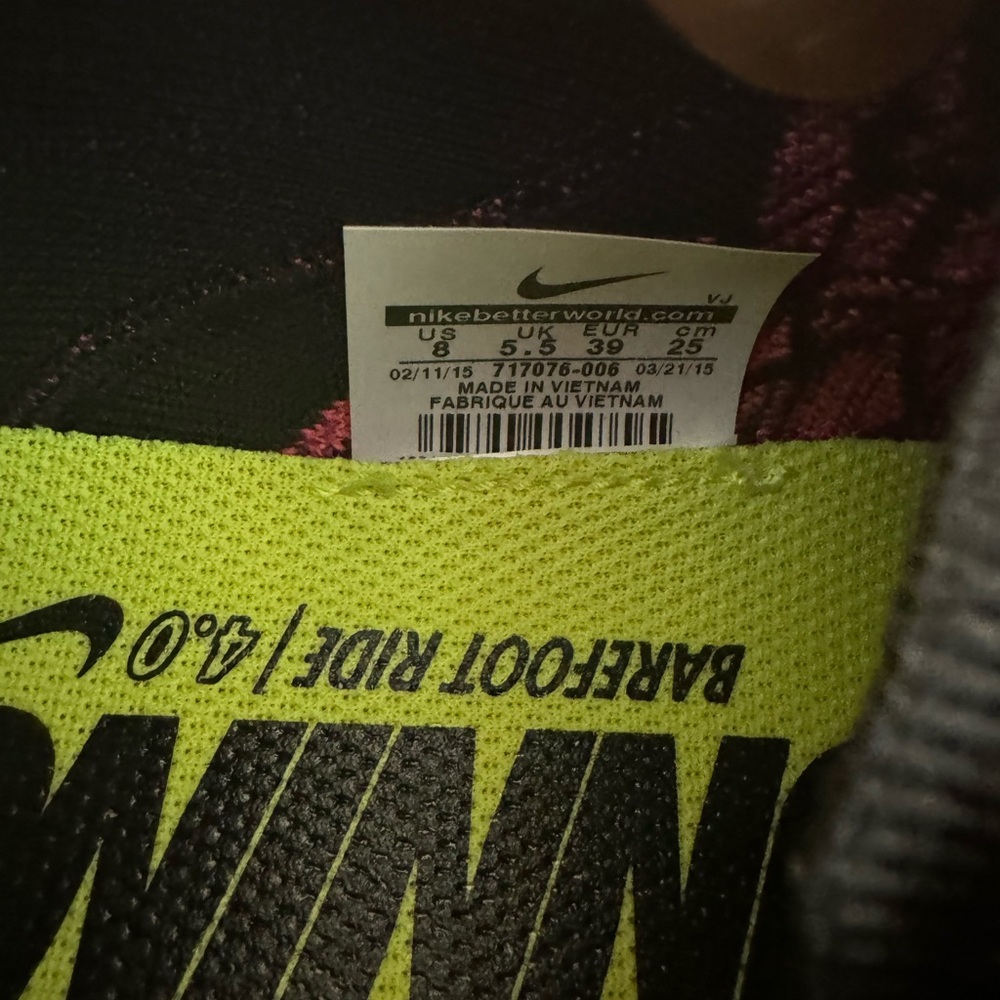 VJ
nikebetterworld.com
US UK EUR cm
8 5.5 39 25
02/11/15 717076-006 03/21/15
MADE IN VIETNAM
FABRIQUE AU VIETNAM
BAREFOOT RIDE | 4.0